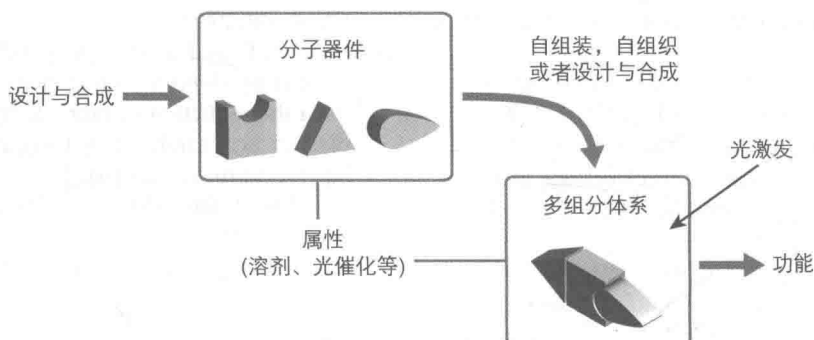 分子器件
设计与合成
自组装，自组织
或者设计与合成
光激发
多组分体系
属性
(溶剂、光催化等)
功能